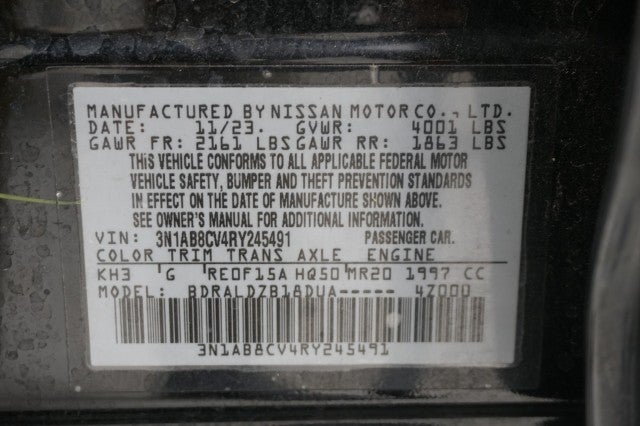 MANUFACTURED BY NISSAN MOTOR CO., LTD.
DATE: 11/23. GVWR: 4001 LBS
GAWR FR: 2161 LBS GAWR RR: 1863 LBS
THIS VEHICLE CONFORMS TO ALL APPLICABLE FEDERAL MOTOR
VEHICLE SAFETY, BUMPER AND THEFT PREVENTION STANDARDS
IN EFFECT ON THE DATE OF MANUFACTURE SHOWN ABOVE.
SEE OWNER'S MANUAL FOR ADDITIONAL INFORMATION.
VIN: 3N1AB8CV4RY245491 PASSENGER CAR.
COLOR TRIM TRANS AXLE ENGINE
KH3 G RE0F15A HQ50 MR20 1997 CC
MODEL: BDRALDZB18DUA----- 4Z000
3N1AB8CV4RY245491